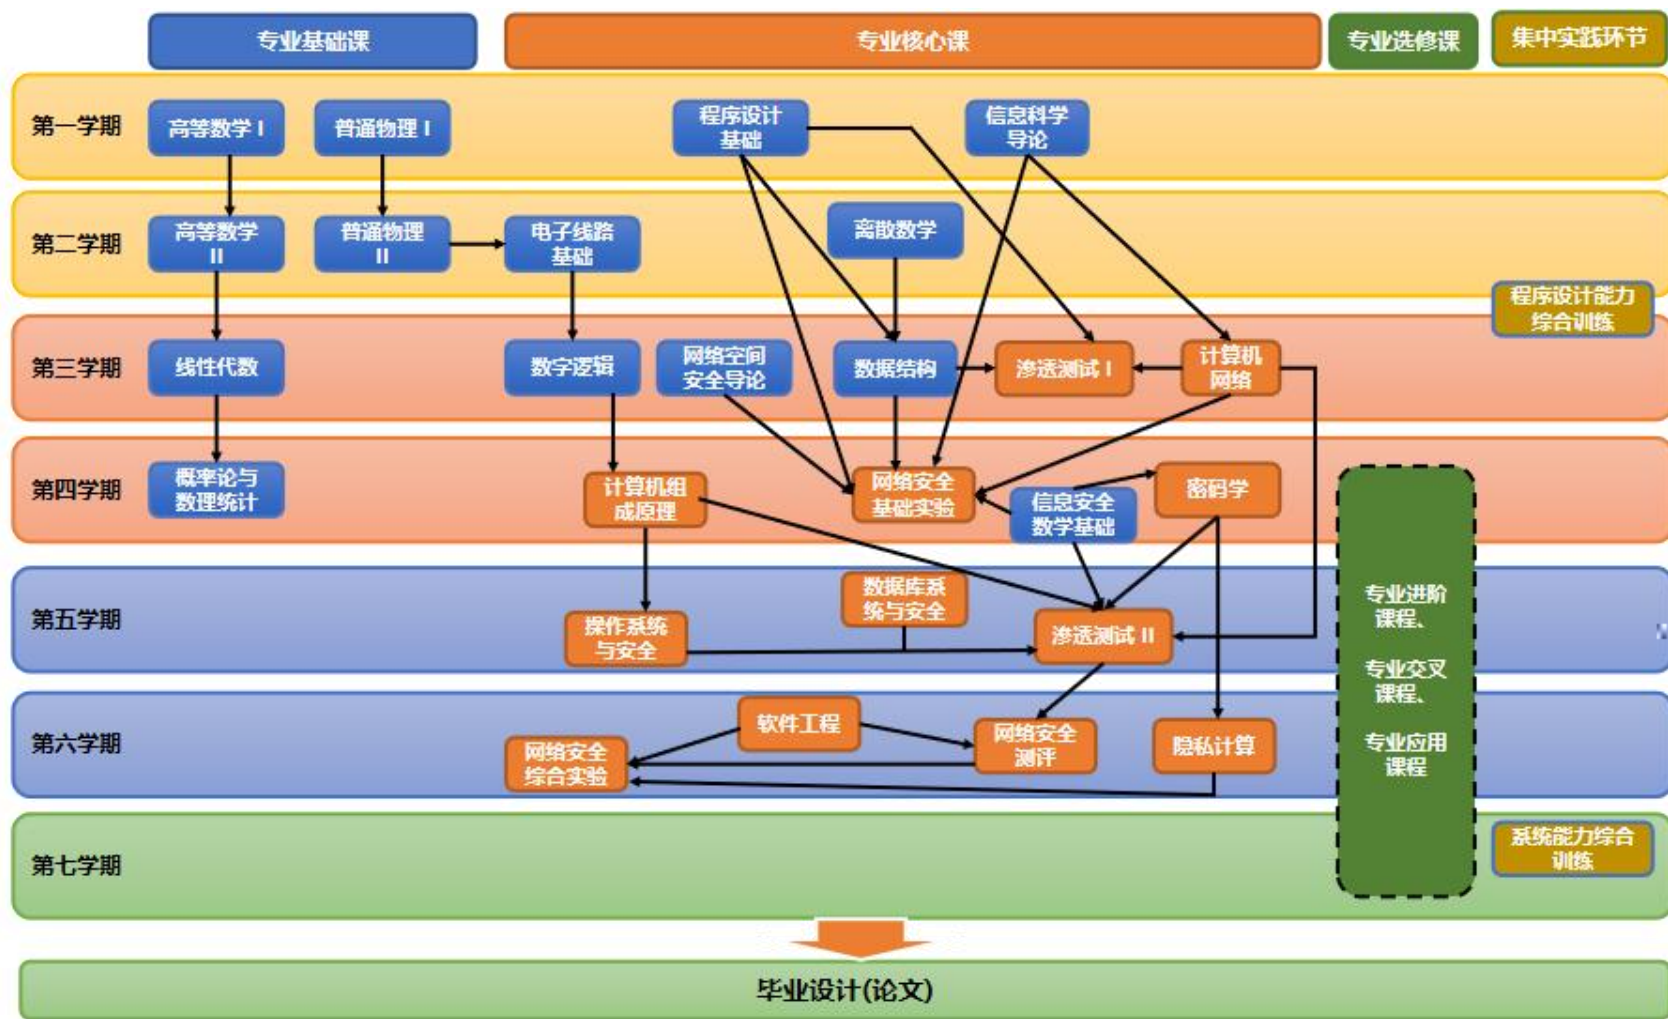 专业基础课
专业核心课
专业选修课
集中实践环节
第一学期
高等数学 I
普通物理 I
程序设计
基础
信息科学
导论
第二学期
高等数学
II
普通物理
II
电子线路
基础
离散数学
程序设计能力
综合训练
第三学期
线性代数
数字逻辑
网络空间
安全导论
数据结构
渗透测试 I
计算机
网络
第四学期
概率论与
数理统计
计算机组
成原理
网络安全
基础实验
信息安全
数学基础
密码学
第五学期
操作系统
与安全
数据库系
统与安全
渗透测试 II
专业进阶
课程、
专业交叉
课程、
专业应用
课程
第六学期
网络安全
综合实验
软件工程
网络安全
测评
隐私计算
第七学期
系统能力综合
训练
毕业设计(论文)